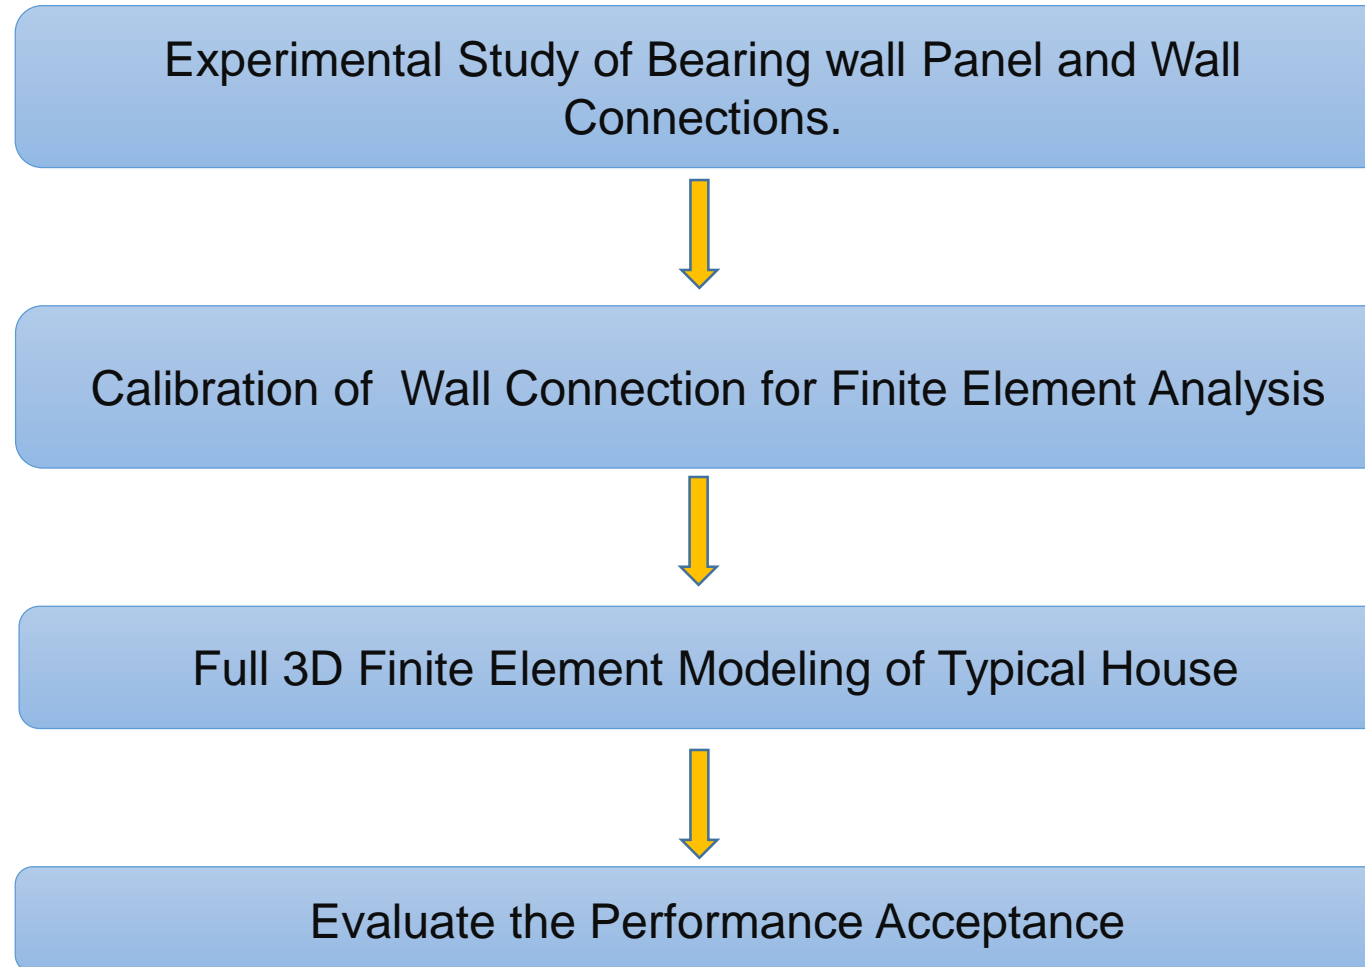 Experimental Study of Bearing wall Panel and Wall
Connections.
Calibration of  Wall Connection for Finite Element Analysis
Full 3D Finite Element Modeling of Typical House
Evaluate the Performance Acceptance